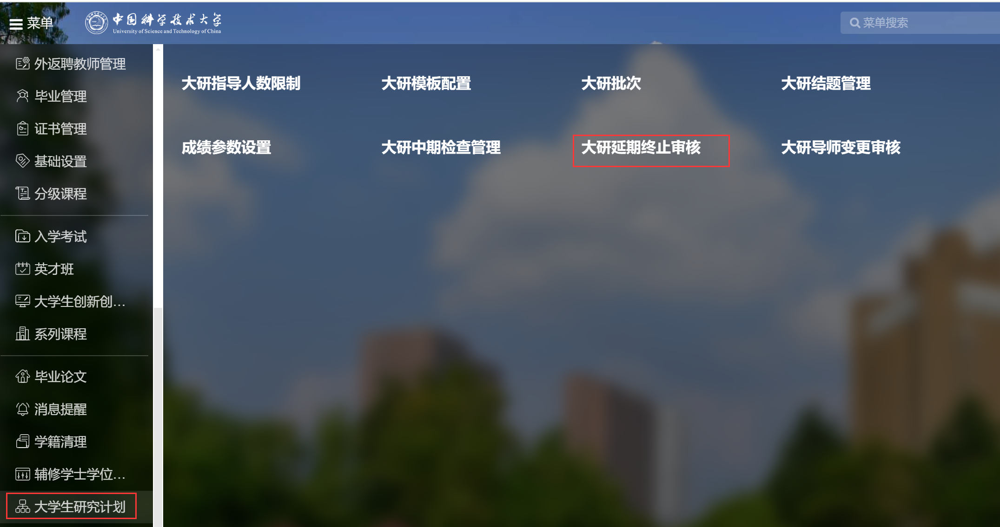 菜单
中国科学技术大学
University of Science and Technology of China
菜单搜索
外返聘教师管理
毕业管理
证书管理
基础设置
分级课程
入学考试
英才班
大学生创新创...
系列课程
毕业论文
消息提醒
学籍清理
辅修学士学位...
大学生研究计划
大研指导人数限制
大研模板配置
大研批次
大研结题管理
成绩参数设置
大研中期检查管理
大研延期终止审核
大研导师变更审核